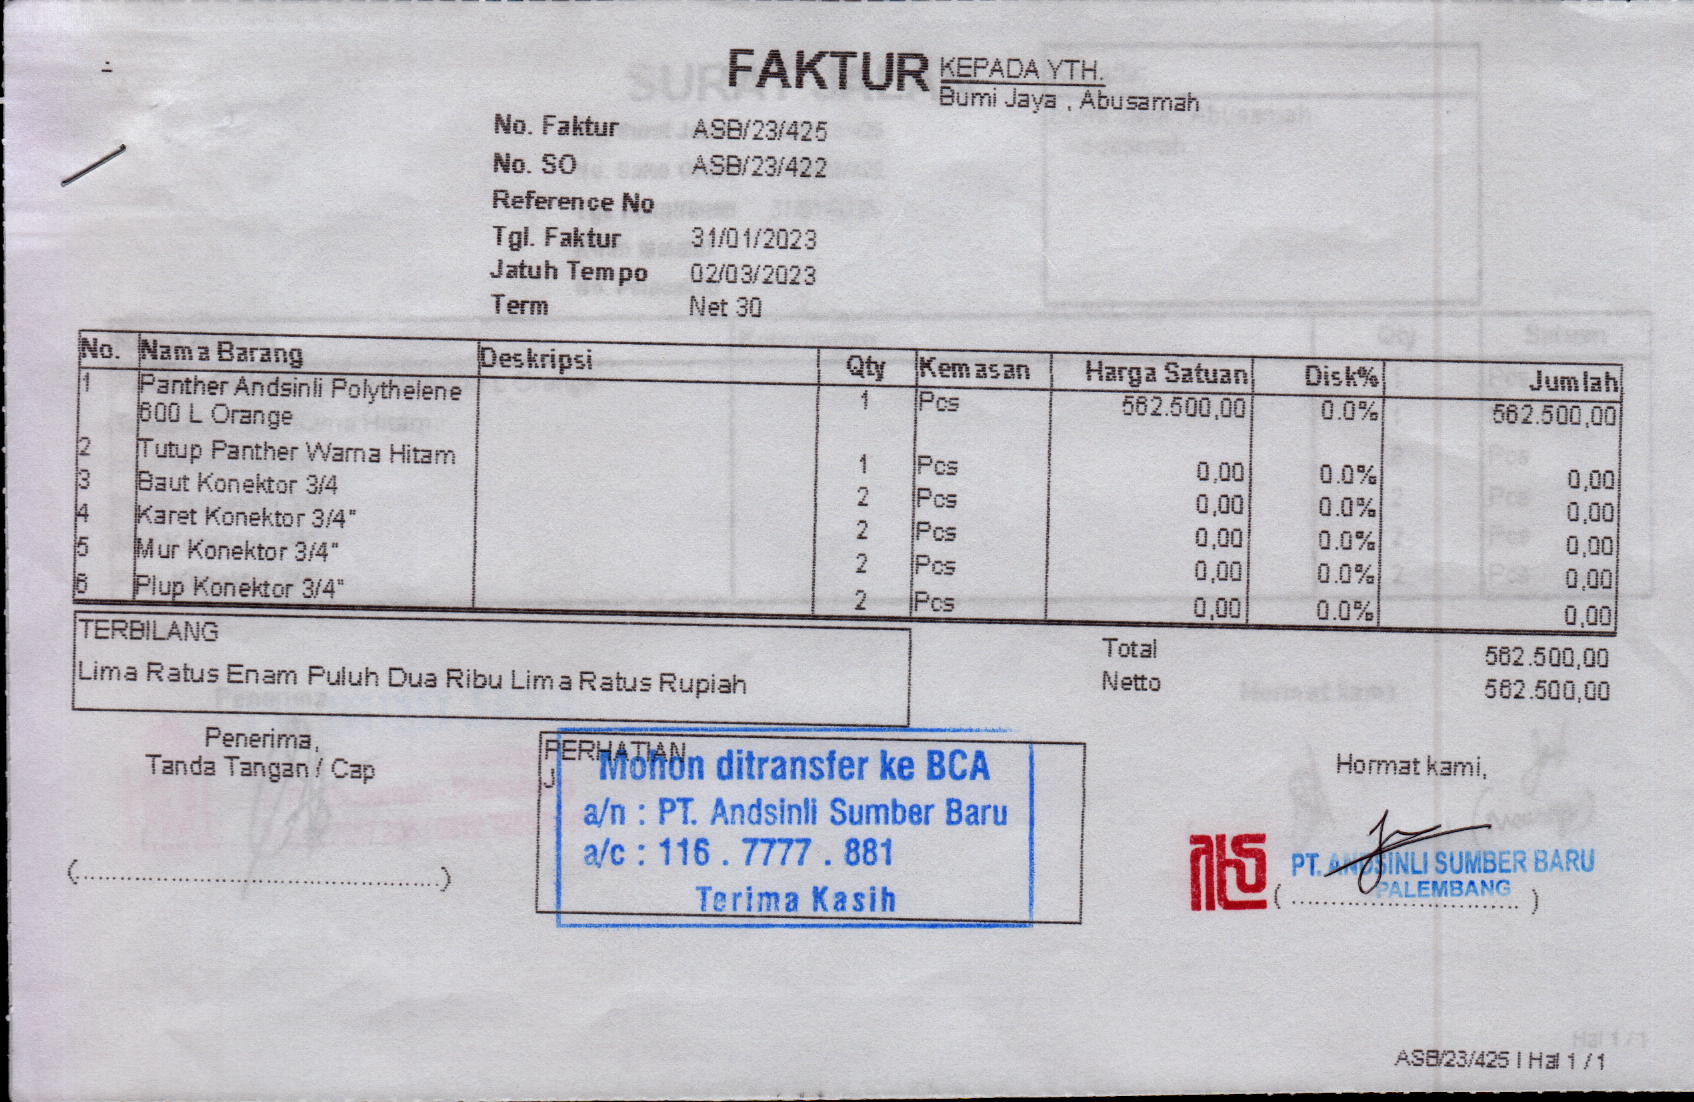 FAKTUR
KEPADA YTH.
Bumi Jaya , Abusamah
No. Faktur ASB/23/425
No. SO ASB/23/422
Reference No
Tgl. Faktur 31/01/2023
Jatuh Tempo 02/03/2023
Term Net 30
No. Nama Barang Deskripsi Qty Kemasan Harga Satuan Disk% Jumlah
1 Panther Andsinli Polythelene 1 Pcs 562.500,00 0.0% 562.500,00
600 L Orange
2 Tutup Panther Warna Hitam 1 Pcs 0,00 0.0% 0,00
3 Baut Konektor 3/4 2 Pcs 0,00 0.0% 0,00
4 Karet Konektor 3/4" 2 Pcs 0,00 0.0% 0,00
5 Mur Konektor 3/4" 2 Pcs 0,00 0.0% 0,00
6 Plup Konektor 3/4" 2 Pcs 0,00 0.0% 0,00
TERBILANG
Lima Ratus Enam Puluh Dua Ribu Lima Ratus Rupiah
Total 562.500,00
Netto 562.500,00
Penerima,
Tanda Tangan / Cap
PERHATIAN
Mohon ditransfer ke BCA
a/n : PT. Andsinli Sumber Baru
a/c : 116 . 7777 . 881
Terima Kasih
Hormat kami,
PT. ANDSINLI SUMBER BARU
PALEMBANG
ASB/23/425 | Hal 1 / 1